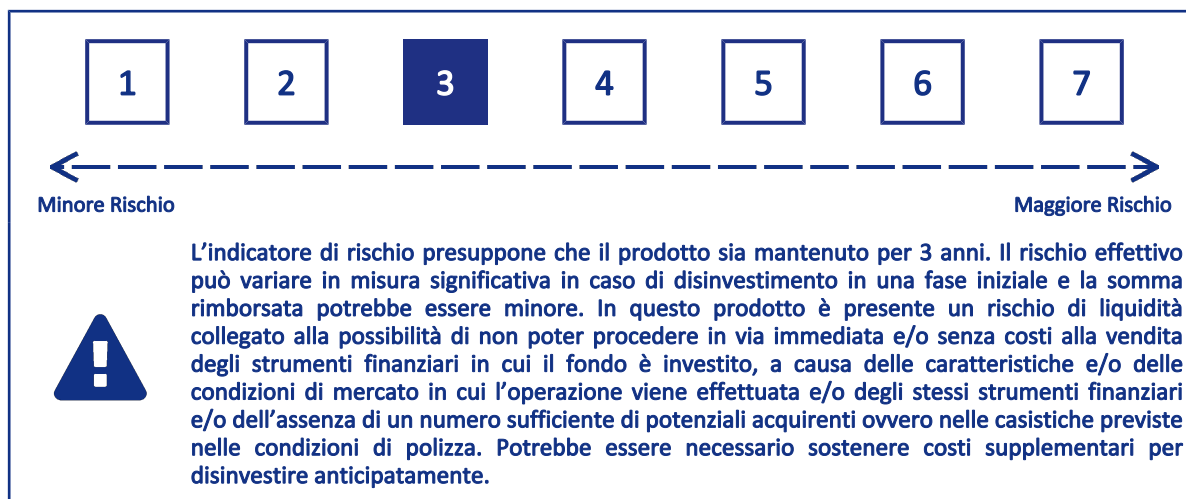 1 2 3 4 5 6 7
Minore Rischio Maggiore Rischio
L’indicatore di rischio presuppone che il prodotto sia mantenuto per 3 anni. Il rischio effettivo
può variare in misura significativa in caso di disinvestimento in una fase iniziale e la somma
rimborsata potrebbe essere minore. In questo prodotto è presente un rischio di liquidità
collegato alla possibilità di non poter procedere in via immediata e/o senza costi alla vendita
degli strumenti finanziari in cui il fondo è investito, a causa delle caratteristiche e/o delle
condizioni di mercato in cui l’operazione viene effettuata e/o degli stessi strumenti finanziari
e/o dell’assenza di un numero sufficiente di potenziali acquirenti ovvero nelle casistiche previste
nelle condizioni di polizza. Potrebbe essere necessario sostenere costi supplementari per
disinvestire anticipatamente.